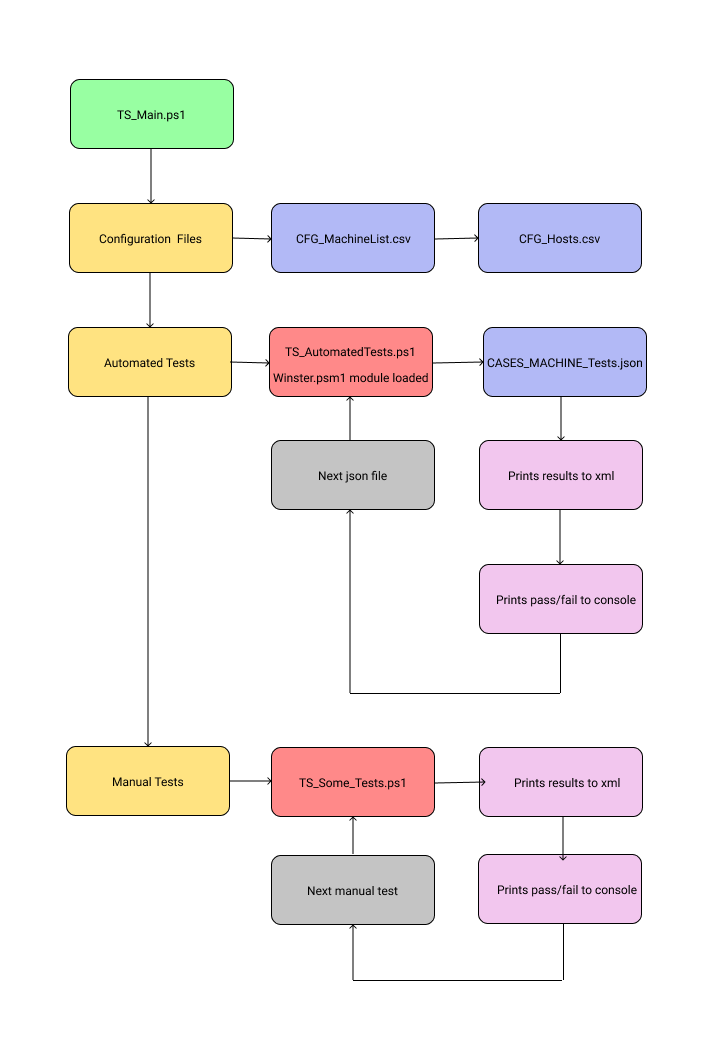 TS_Main.ps1
Configuration  Files
CFG_MachineList.csv
CFG_Hosts.csv
Automated Tests
TS_AutomatedTests.ps1
Winster.psm1 module loaded
CASES_MACHINE_Tests.json
Next json file
Prints results to xml
Prints pass/fail to console
Manual Tests
TS_Some_Tests.ps1
Prints results to xml
Next manual test
Prints pass/fail to console